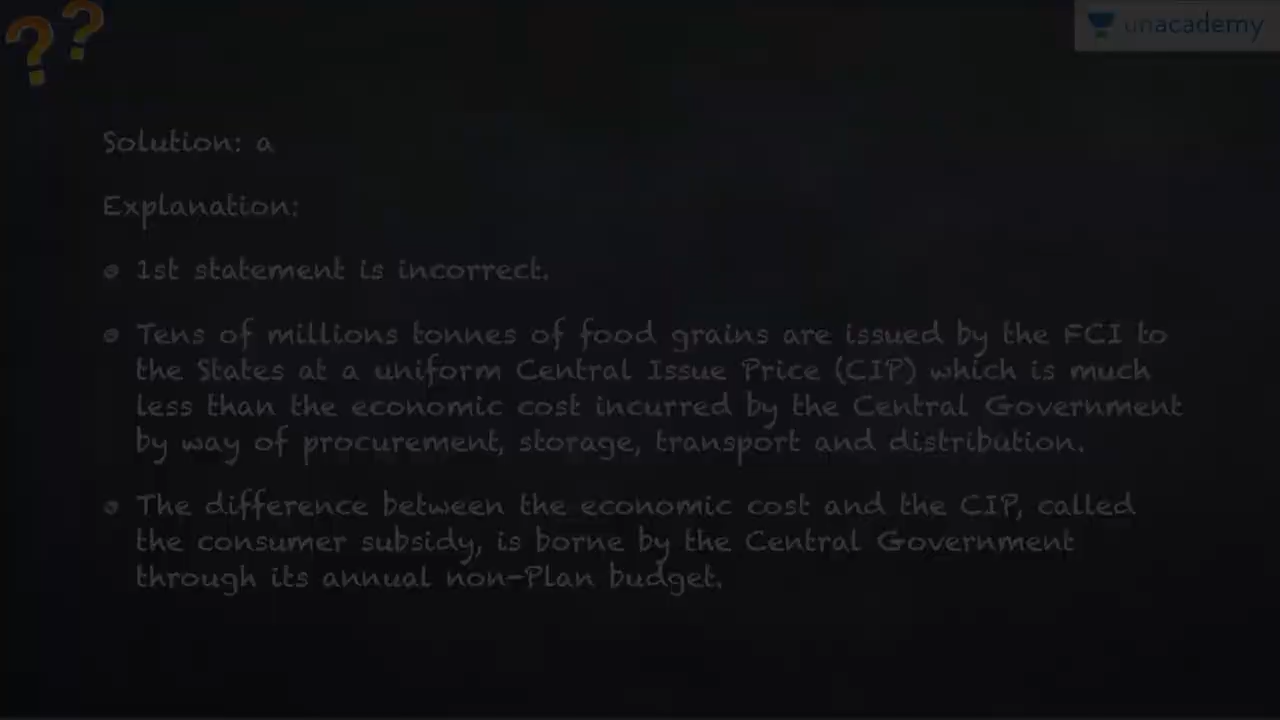 unacademy
Solution: a
Explanation:
• 1st statement is incorrect.
• Tens of millions tonnes of food grains are issued by the FCI to
the States at a uniform Central Issue Price (CIP) which is much
less than the economic cost incurred by the Central Government
by way of procurement, storage, transport and distribution.
• The difference between the economic cost and the CIP, called
the consumer subsidy, is borne by the Central Government
through its annual non-Plan budget.